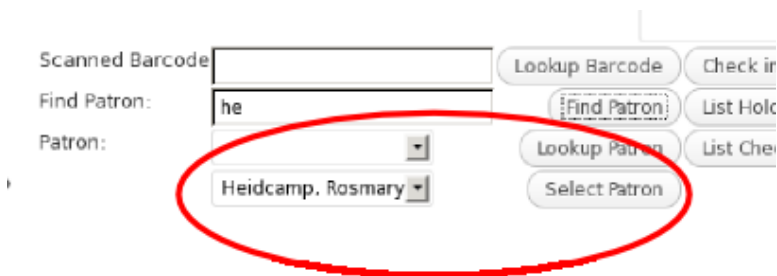 Scanned Barcode Lookup Barcode Check in
Find Patron: he Find Patron List Hold
Patron: Lookup Patron List Chec
Heidcamp, Rosmary Select Patron